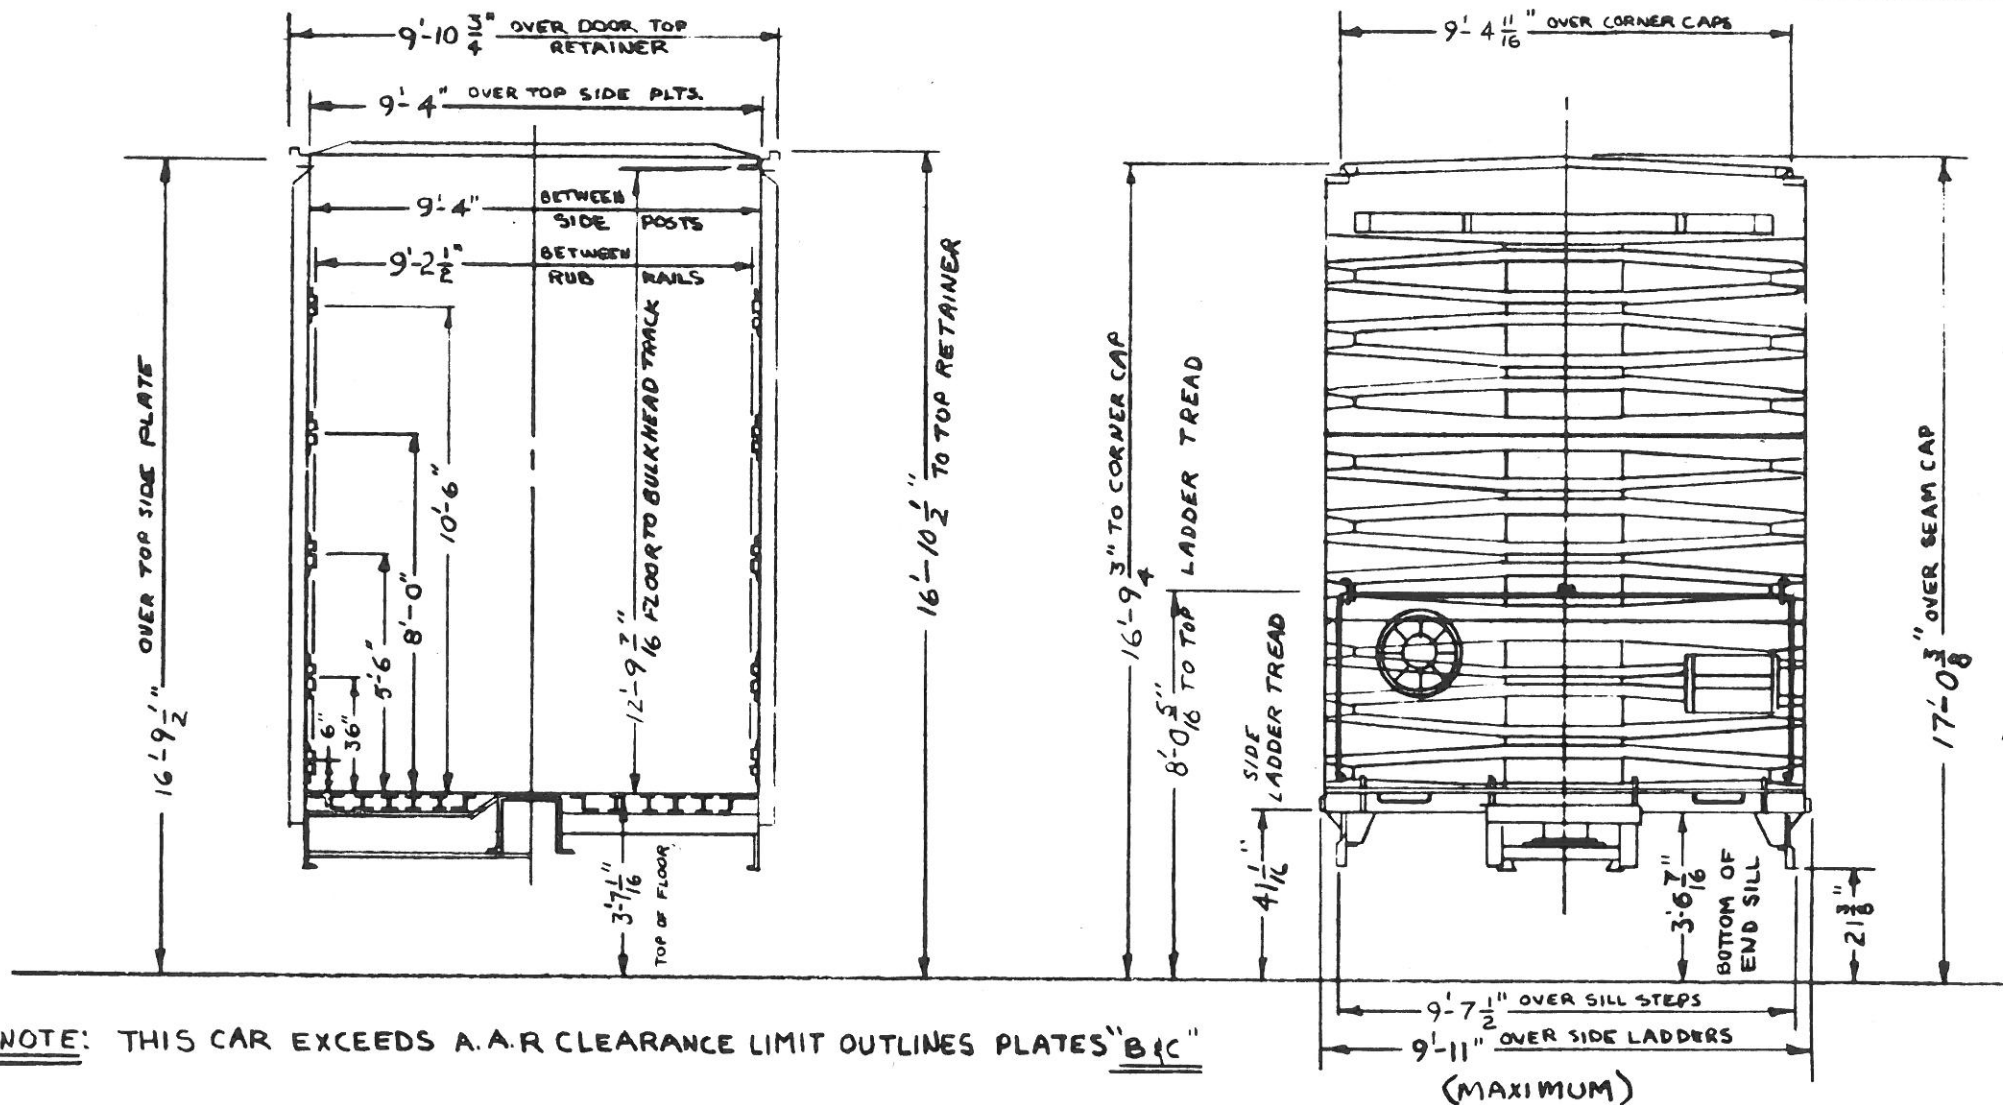 9'-10 3/4" OVER DOOR TOP
RETAINER
9'-4" OVER TOP SIDE PLTS.
9'-4" BETWEEN
SIDE POSTS
9'-2 1/2" BETWEEN
RUB RAILS
16'-9 1/2" OVER TOP SIDE PLATE
6"
36"
5'-6"
8'-0"
10'-6"
12'-9 7/16" FLOOR TO BULKHEAD TRACK
3'-7 1/16"
TOP OF FLOOR
16'-10 1/2" TO TOP RETAINER
9'-4 11/16" OVER CORNER CAPS
16'-9 3/4" TO CORNER CAP
8'-0 5/16" TO TOP LADDER TREAD
41 1/16"
SIDE
LADDER TREAD
3'-6 7/16"
BOTTOM OF
END SILL
21 3/8"
17'-0 3/8" OVER SEAM CAP
9'-7 1/2" OVER SILL STEPS
9'-11" OVER SIDE LADDERS
(MAXIMUM)
NOTE: THIS CAR EXCEEDS A.A.R CLEARANCE LIMIT OUTLINES PLATES "B&C"